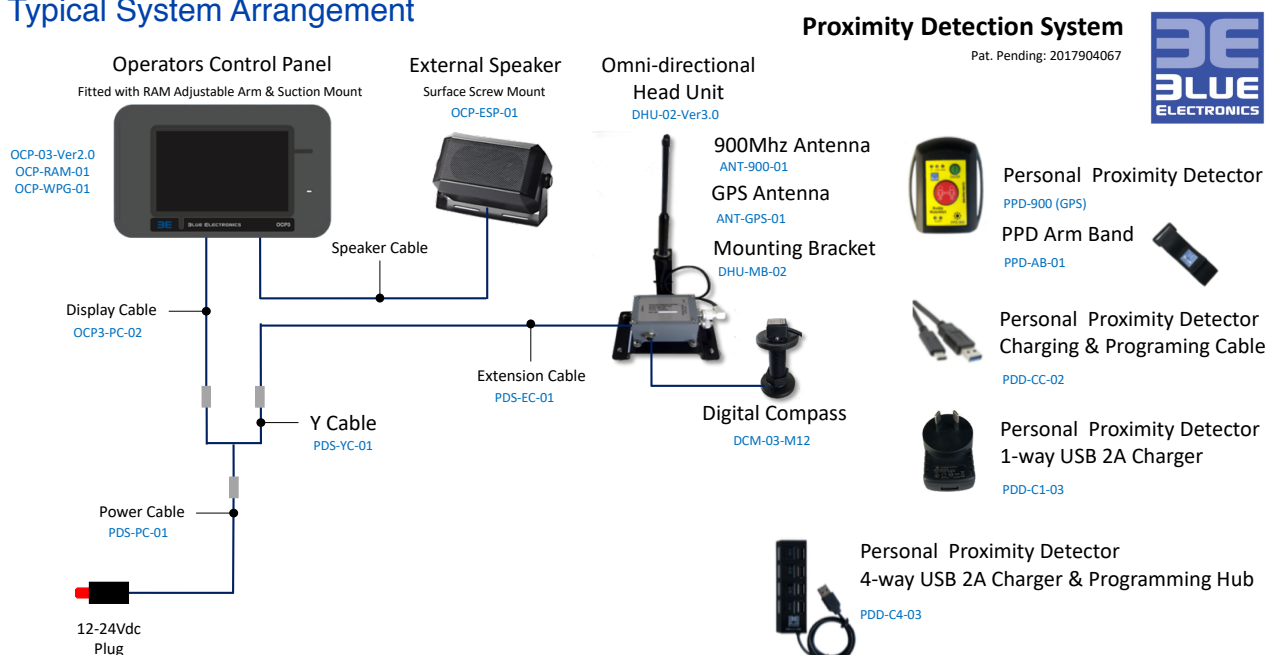 Typical System Arrangement
Proximity Detection System
Pat. Pending: 2017904067
BLUE
ELECTRONICS
Operators Control Panel
Fitted with RAM Adjustable Arm & Suction Mount
OCP-03-Ver2.0
OCP-RAM-01
OCP-WPG-01
BLUE ELECTRONICS
OCP3
External Speaker
Surface Screw Mount
OCP-ESP-01
Omni-directional
Head Unit
DHU-02-Ver3.0
900Mhz Antenna
ANT-900-01
GPS Antenna
ANT-GPS-01
Mounting Bracket
DHU-MB-02
Personal Proximity Detector
PPD-900 (GPS)
PPD Arm Band
PPD-AB-01
Speaker Cable
Display Cable
OCP3-PC-02
Extension Cable
PDS-EC-01
Digital Compass
DCM-03-M12
Personal Proximity Detector
Charging & Programing Cable
PDD-CC-02
Y Cable
PDS-YC-01
Personal Proximity Detector
1-way USB 2A Charger
PDD-C1-03
Power Cable
PDS-PC-01
Personal Proximity Detector
4-way USB 2A Charger & Programming Hub
PDD-C4-03
12-24Vdc
Plug